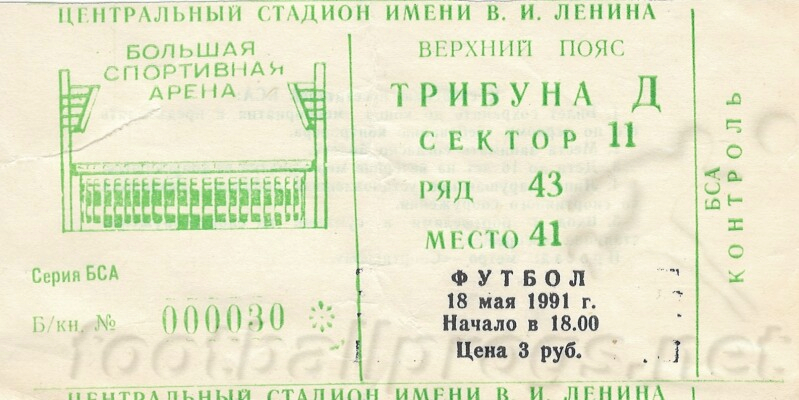 ЦЕНТРАЛЬНЫЙ СТАДИОН ИМЕНИ В. И. ЛЕНИНА
БОЛЬШАЯ
СПОРТИВНАЯ
АРЕНА
Серия БСА
Б/кн. № 000030
ВЕРХНИЙ ПОЯС
ТРИБУНА Д
СЕКТОР 11
РЯД 43
МЕСТО 41
ФУТБОЛ
18 мая 1991 г.
Начало в 18.00
Цена 3 руб.
БСА
КОНТРОЛЬ
footballprogs.net
ЦЕНТРАЛЬНЫЙ СТАДИОН ИМЕНИ В. И. ЛЕНИНА